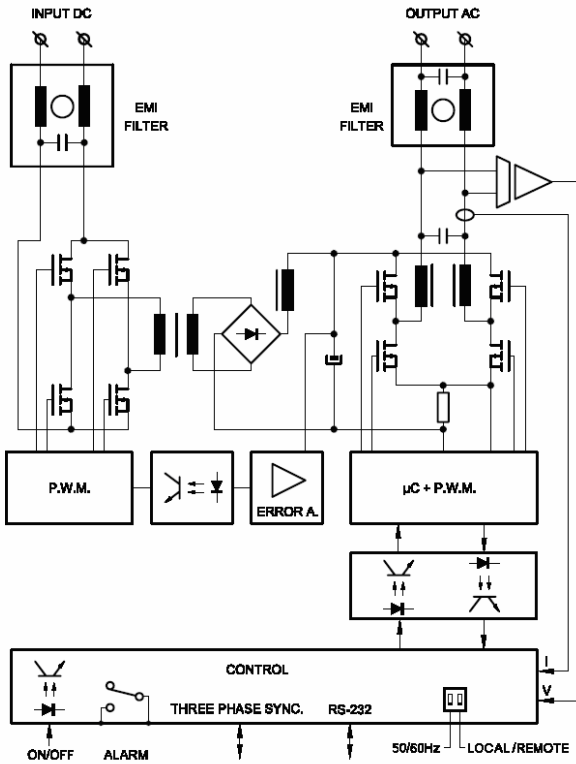 INPUT DC
OUTPUT AC
EMI
FILTER
EMI
FILTER
P.W.M.
ERROR A.
µC + P.W.M.
CONTROL
I
V
THREE PHASE SYNC.
RS-232
ON/OFF
ALARM
50/60Hz
LOCAL/REMOTE